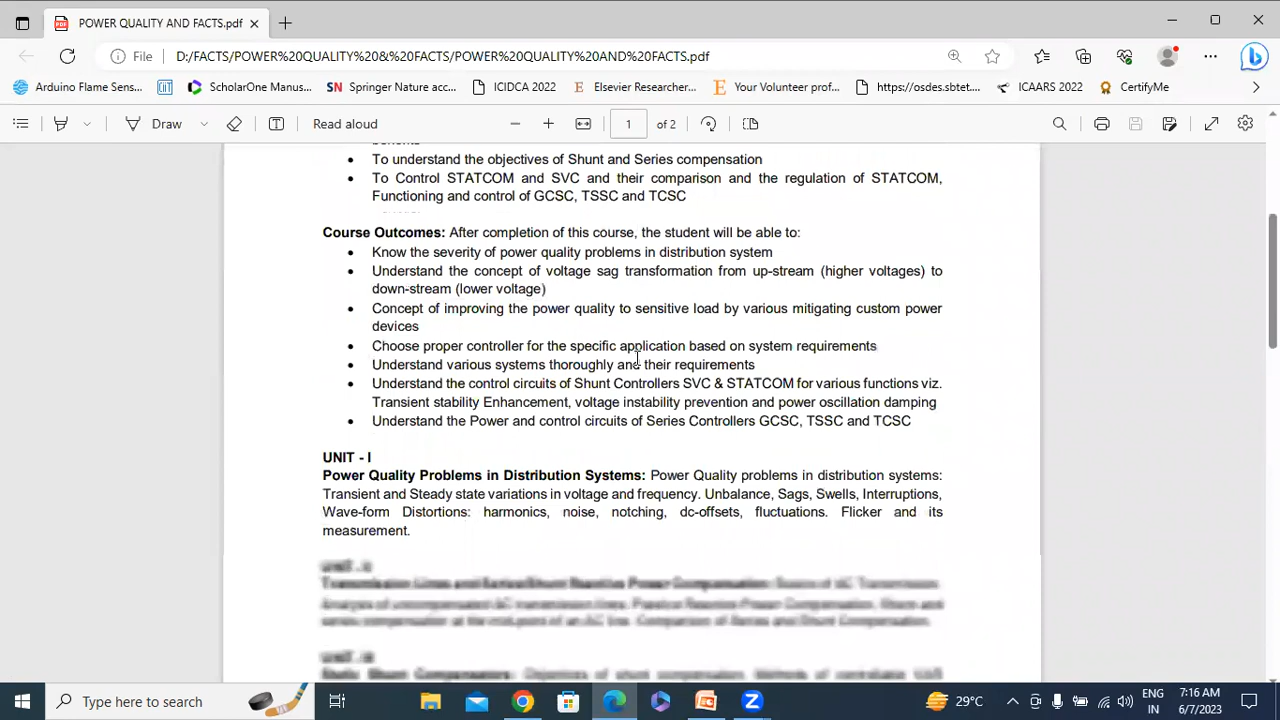 POWER QUALITY AND FACTS.pdf
File D:/FACTS/POWER%20QUALITY%20&%20FACTS/POWER%20QUALITY%20AND%20FACTS.pdf
Arduino Flame Sens... ScholarOne Manus... SN Springer Nature acc... ICIDCA 2022 E Elsevier Researcher... E Your Volunteer prof... https://osdes.sbtet.... ICAARS 2022 CertifyMe
Draw Read aloud 1 of 2
• To understand the objectives of Shunt and Series compensation
• To Control STATCOM and SVC and their comparison and the regulation of STATCOM,
Functioning and control of GCSC, TSSC and TCSC
Course Outcomes: After completion of this course, the student will be able to:
• Know the severity of power quality problems in distribution system
• Understand the concept of voltage sag transformation from up-stream (higher voltages) to
down-stream (lower voltage)
• Concept of improving the power quality to sensitive load by various mitigating custom power
devices
• Choose proper controller for the specific application based on system requirements
• Understand various systems thoroughly and their requirements
• Understand the control circuits of Shunt Controllers SVC & STATCOM for various functions viz.
Transient stability Enhancement, voltage instability prevention and power oscillation damping
• Understand the Power and control circuits of Series Controllers GCSC, TSSC and TCSC
UNIT - I
Power Quality Problems in Distribution Systems: Power Quality problems in distribution systems:
Transient and Steady state variations in voltage and frequency. Unbalance, Sags, Swells, Interruptions,
Wave-form Distortions: harmonics, noise, notching, dc-offsets, fluctuations. Flicker and its
measurement.
Type here to search
29°C
ENG
IN
7:16 AM
6/7/2023